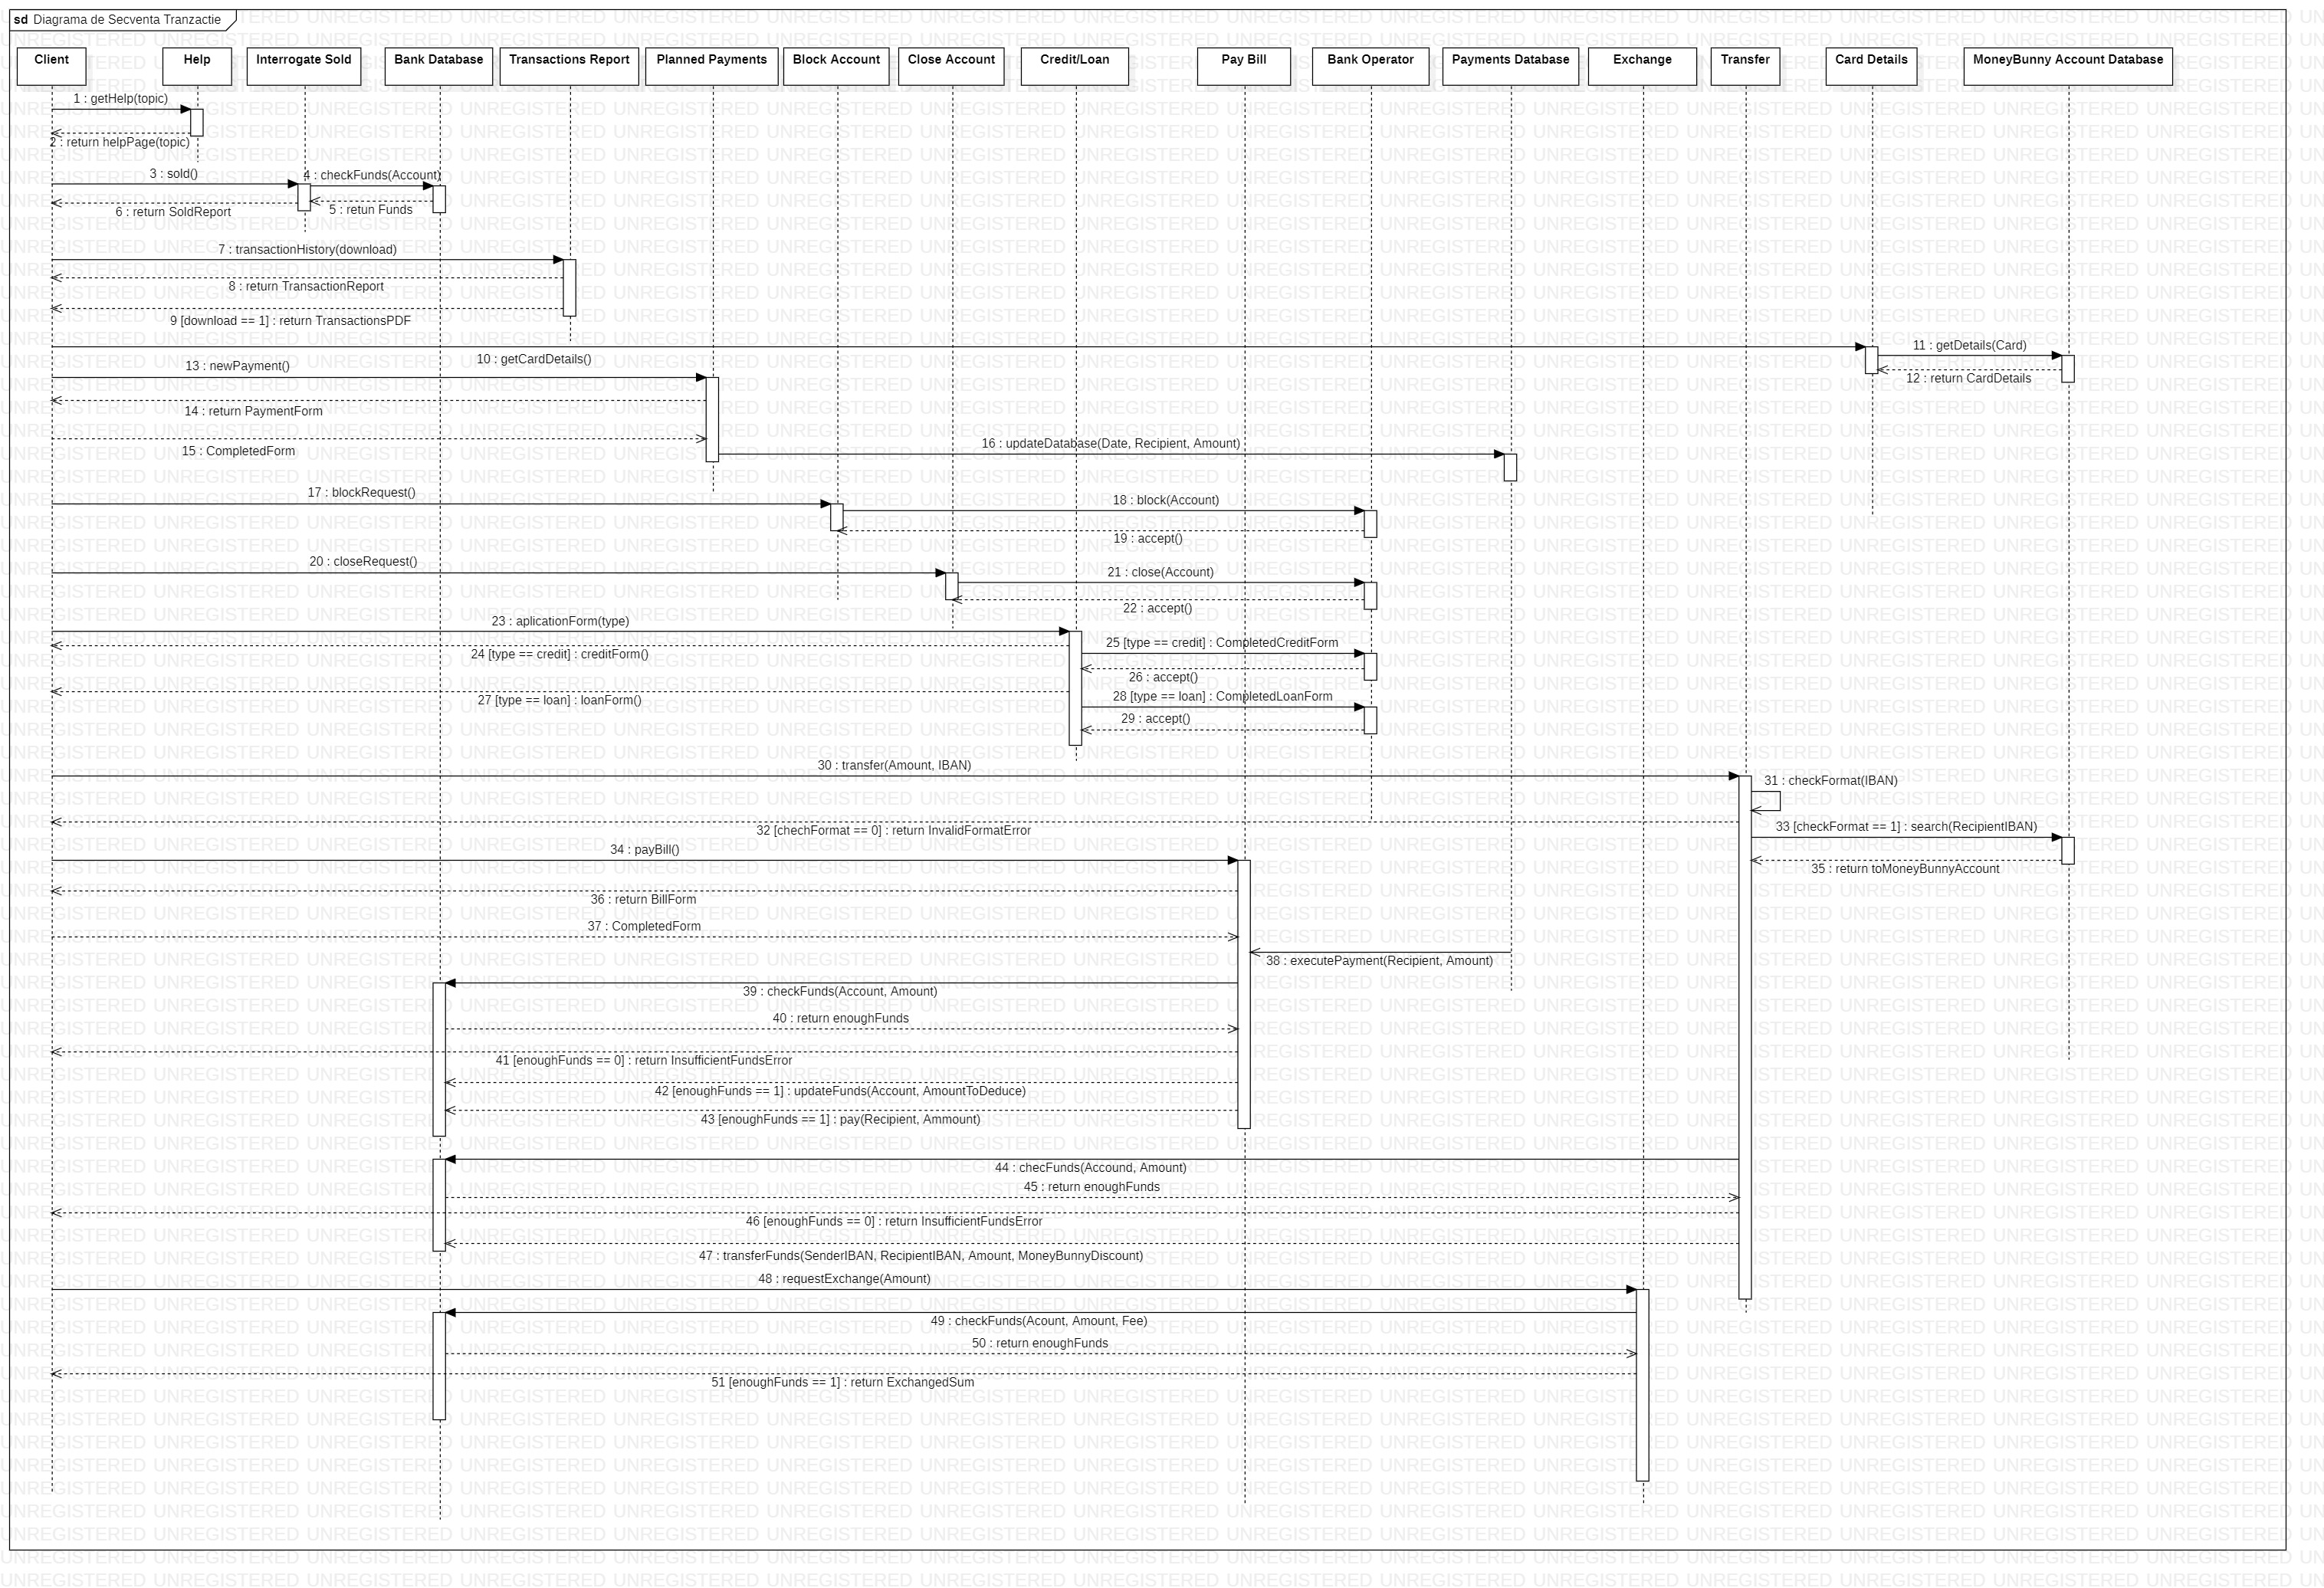 sd Diagrama de Secventa Tranzactie
Client
Help
Interrogate Sold
Bank Database
Transactions Report
Planned Payments
Block Account
Close Account
Credit/Loan
Pay Bill
Bank Operator
Payments Database
Exchange
Transfer
Card Details
MoneyBunny Account Database
1 : getHelp(topic)
2 : return helpPage(topic)
3 : sold()
4 : checkFunds(Account)
5 : retun Funds
6 : return SoldReport
7 : transactionHistory(download)
8 : return TransactionReport
9 [download == 1] : return TransactionsPDF
10 : getCardDetails()
11 : getDetails(Card)
12 : return CardDetails
13 : newPayment()
14 : return PaymentForm
15 : CompletedForm
16 : updateDatabase(Date, Recipient, Amount)
17 : blockRequest()
18 : block(Account)
19 : accept()
20 : closeRequest()
21 : close(Account)
22 : accept()
23 : aplicationForm(type)
24 [type == credit] : creditForm()
25 [type == credit] : CompletedCreditForm
26 : accept()
27 [type == loan] : loanForm()
28 [type == loan] : CompletedLoanForm
29 : accept()
30 : transfer(Amount, IBAN)
31 : checkFormat(IBAN)
32 [chechFormat == 0] : return InvalidFormatError
33 [checkFormat == 1] : search(RecipientIBAN)
34 : payBill()
35 : return toMoneyBunnyAccount
36 : return BillForm
37 : CompletedForm
38 : executePayment(Recipient, Amount)
39 : checkFunds(Account, Amount)
40 : return enoughFunds
41 [enoughFunds == 0] : return InsufficientFundsError
42 [enoughFunds == 1] : updateFunds(Account, AmountToDeduce)
43 [enoughFunds == 1] : pay(Recipient, Ammount)
44 : checFunds(Accound, Amount)
45 : return enoughFunds
46 [enoughFunds == 0] : return InsufficientFundsError
47 : transferFunds(SenderIBAN, RecipientIBAN, Amount, MoneyBunnyDiscount)
48 : requestExchange(Amount)
49 : checkFunds(Acount, Amount, Fee)
50 : return enoughFunds
51 [enoughFunds == 1] : return ExchangedSum
UNREGISTERED